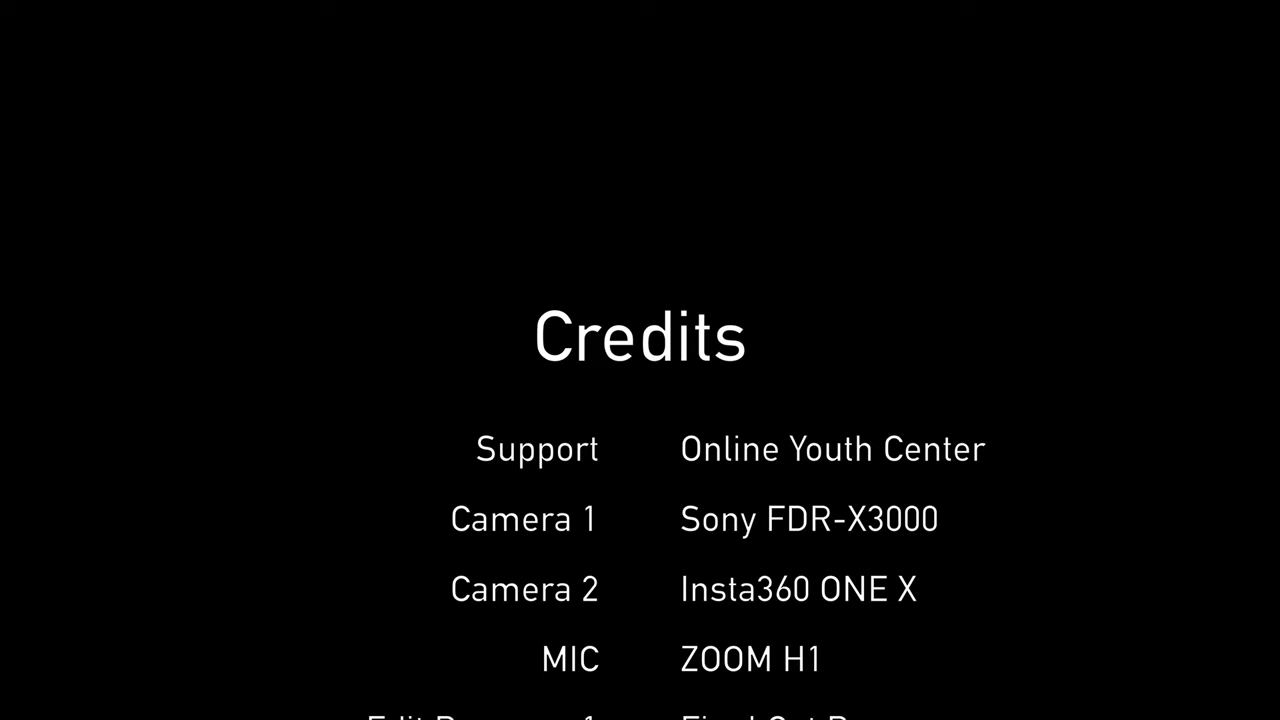 Credits
Support Online Youth Center
Camera 1 Sony FDR-X3000
Camera 2 Insta360 ONE X
MIC ZOOM H1